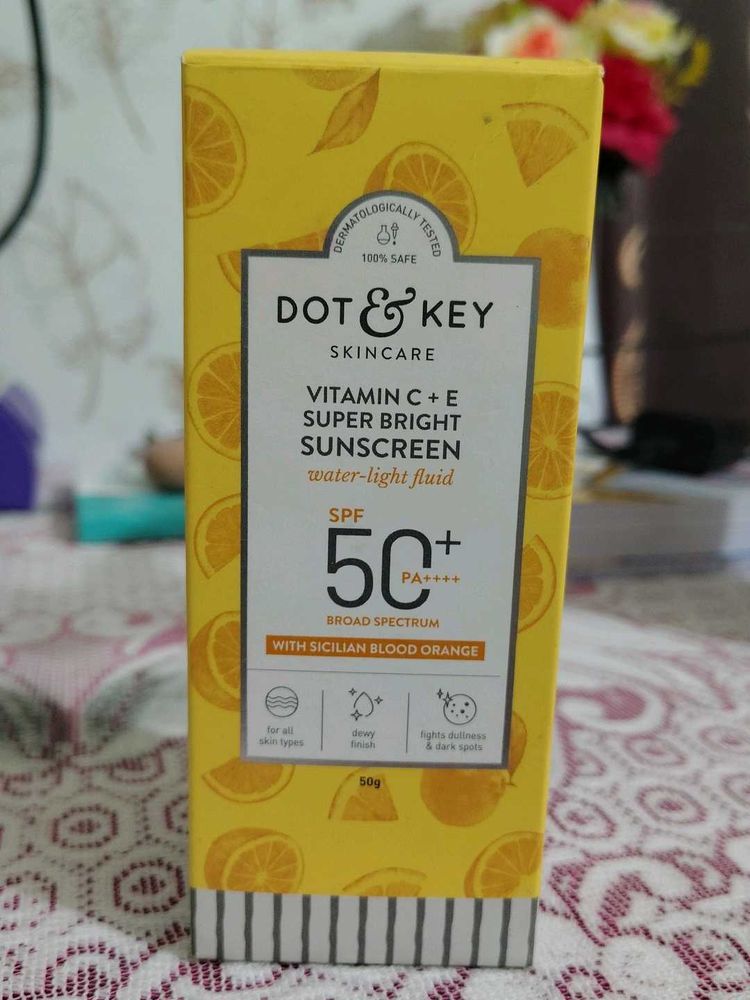 DERMATOLOGICALLY TESTED
100% SAFE
DOT & KEY
SKINCARE
VITAMIN C + E
SUPER BRIGHT
SUNSCREEN
water-light fluid
SPF
50+
PA++++
BROAD SPECTRUM
WITH SICILIAN BLOOD ORANGE
for all
skin types
dewy
finish
fights dullness
& dark spots
50g